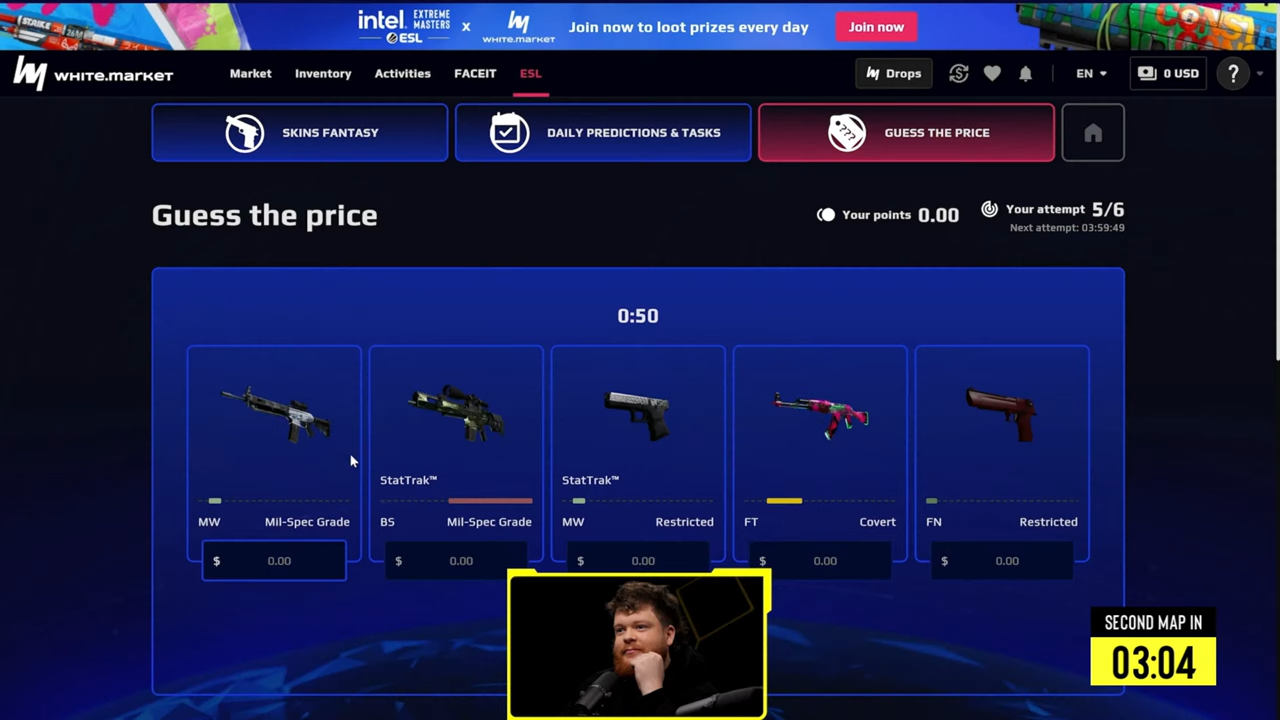 intel EXTREME MASTERS ESL x WHITE.MARKET Join now to loot prizes every day Join now
WHITE.MARKET Market Inventory Activities FACEIT ESL Drops EN 0 USD ?
SKINS FANTASY DAILY PREDICTIONS & TASKS ??? GUESS THE PRICE
Guess the price Your points 0.00 Your attempt 5/6
Next attempt: 03:59:49
0:50
StatTrak™ StatTrak™
MW Mil-Spec Grade BS Mil-Spec Grade MW Restricted FT Covert FN Restricted
$ 0.00 $ 0.00 $ 0.00 $ 0.00 $ 0.00
SECOND MAP IN
03:04